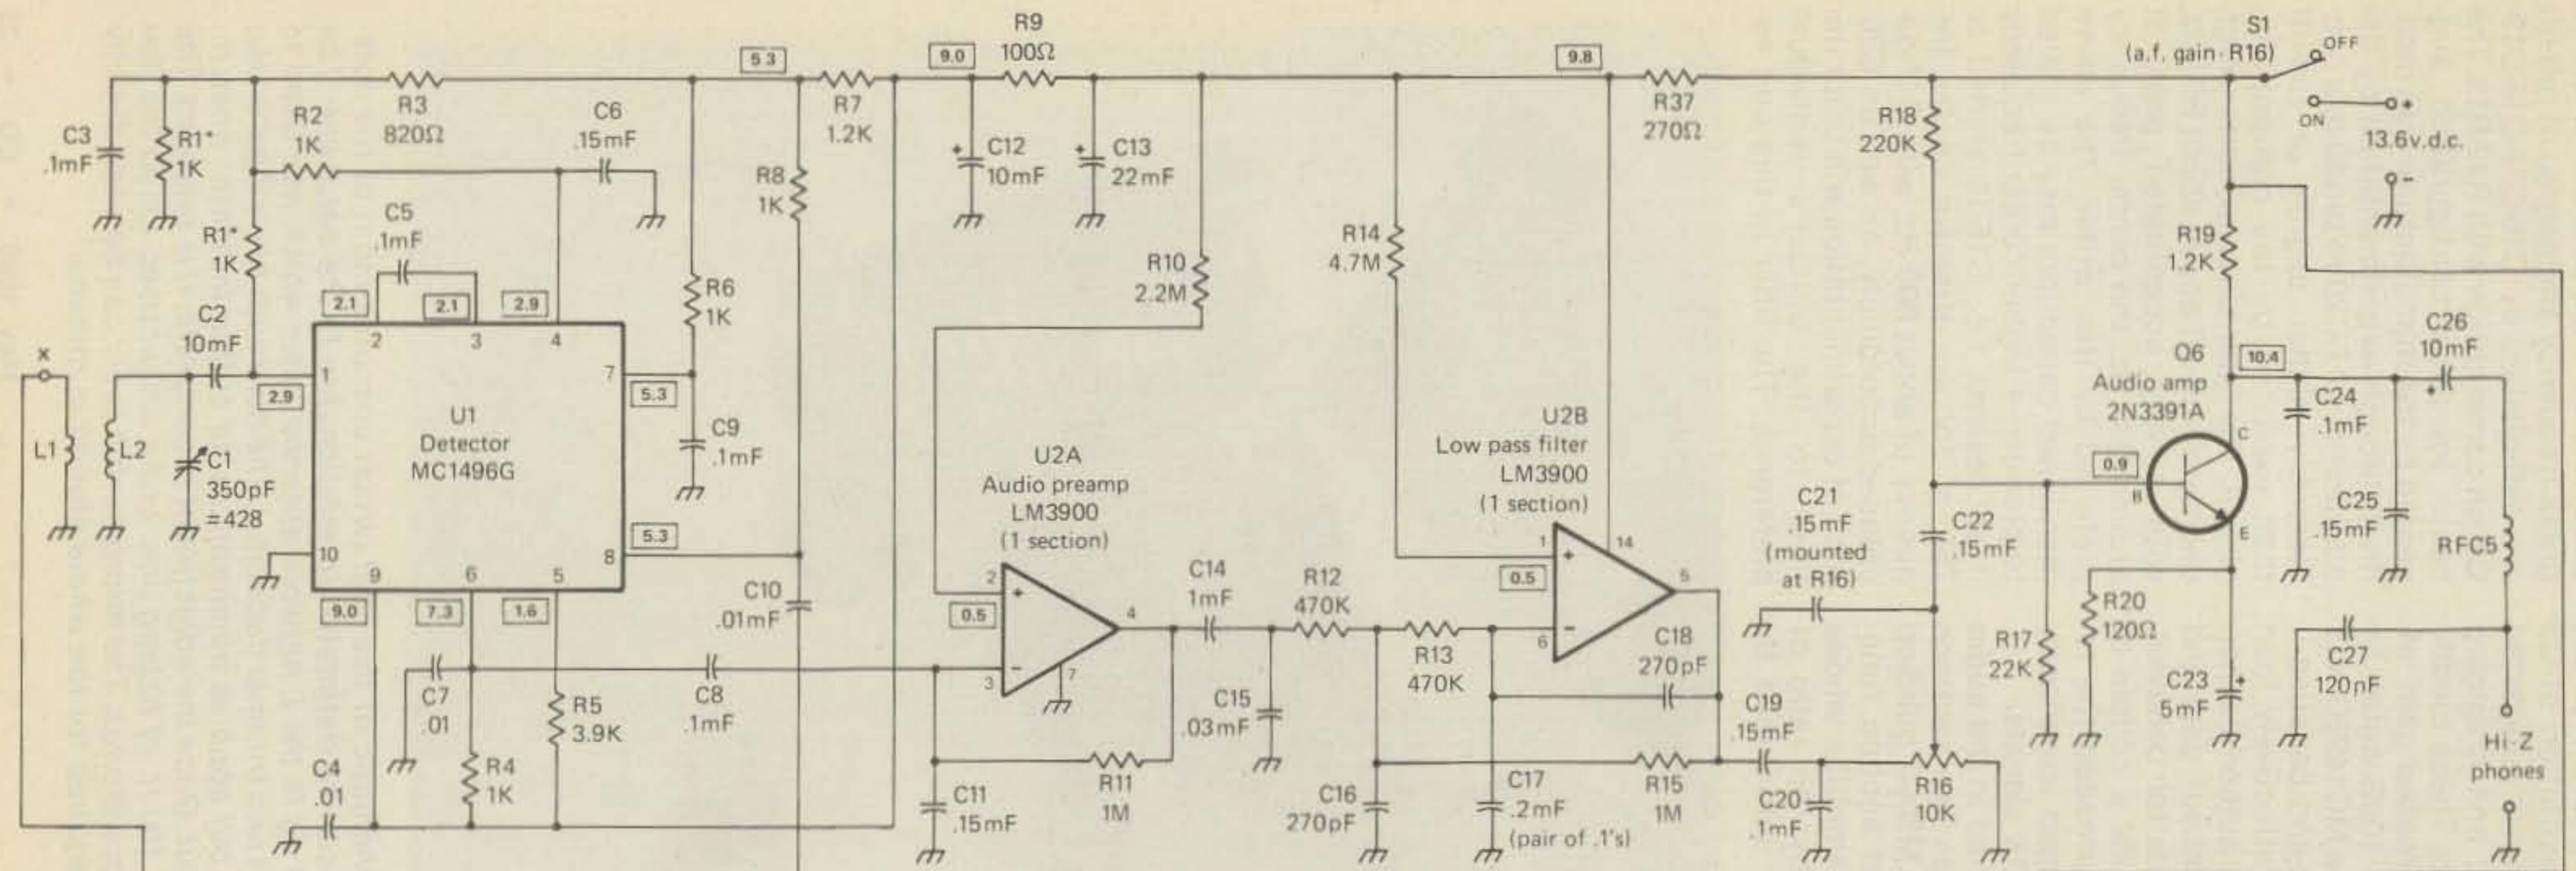 C3
.1mF
R1*
1K
R2
1K
R3
820Ω
C6
.15mF
5.3
R7
1.2K
9.0
R9
100Ω
C12
10mF
C13
22mF
9.8
R37
270Ω
R18
220K
S1
(a.f. gain - R16)
OFF
ON
+
13.6v.d.c.
-
R1*
1K
C5
.1mF
R8
1K
R10
2.2M
R14
4.7M
R19
1.2K
R6
1K
x
C2
10mF
2.1
2.1
2.9
2
3
4
1
2.9
7
5.3
L1
L2
C1
350pF
=428
U1
Detector
MC1496G
C9
.1mF
10
9
6
5
8
5.3
9.0
7.3
1.6
C10
.01mF
C7
.01
C8
.1mF
R5
3.9K
R4
1K
C4
.01
U2A
Audio preamp
LM3900
(1 section)
2
+
0.5
-
3
4
7
C11
.15mF
R11
1M
C14
1mF
R12
470K
C15
.03mF
R13
470K
U2B
Low pass filter
LM3900
(1 section)
1
+
14
0.5
5
-
6
C18
270pF
C16
270pF
C17
.2mF
(pair of .1's)
R15
1M
C19
.15mF
C20
.1mF
R16
10K
C21
.15mF
(mounted
at R16)
C22
.15mF
R17
22K
R20
120Ω
Q6
Audio amp
2N3391A
10.4
0.9
B
C
E
C23
5mF
+
C24
.1mF
C25
.15mF
C26
10mF
+
RFC5
C27
120pF
Hi-Z
phones